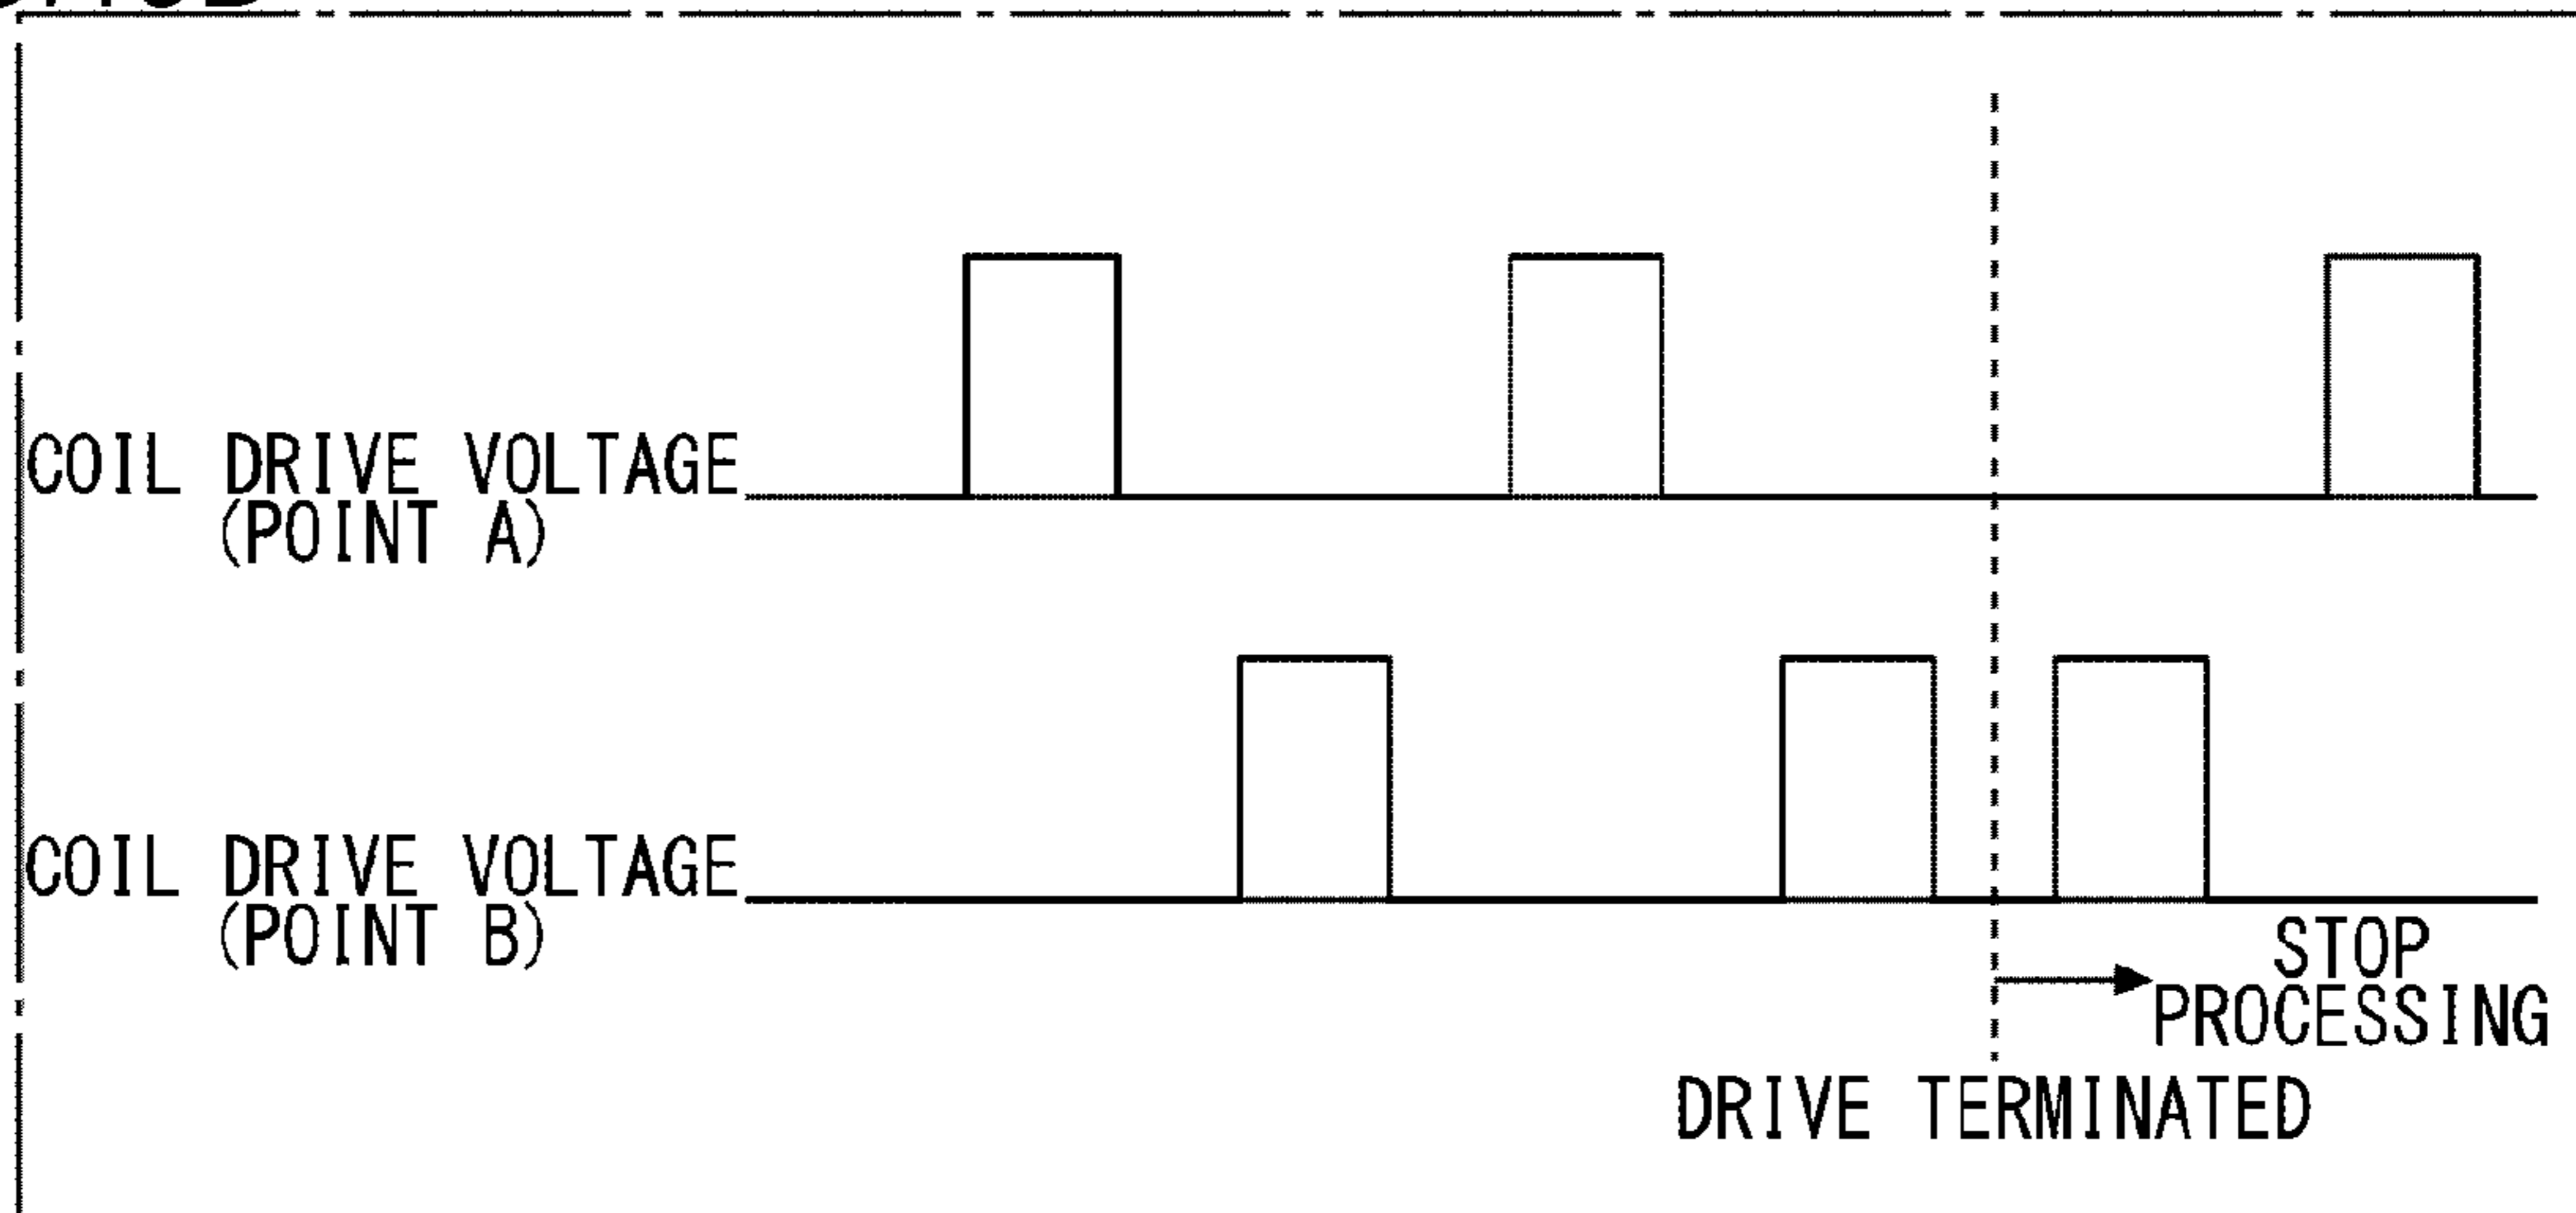 COIL DRIVE VOLTAGE
(POINT A)
COIL DRIVE VOLTAGE
(POINT B)
STOP
PROCESSING
DRIVE TERMINATED